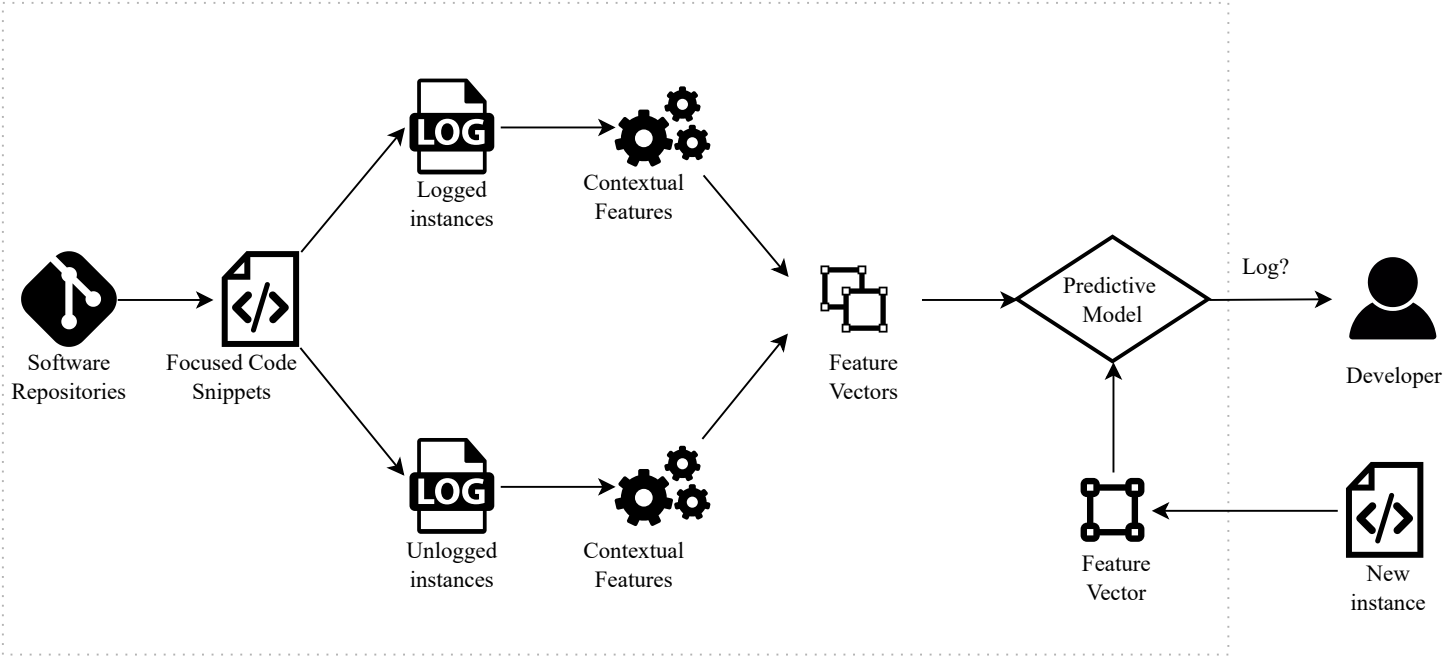 LOG
Logged
instances
Contextual
Features
Software
Repositories
Focused Code
Snippets
</>
LOG
Unlogged
instances
Contextual
Features
Feature
Vectors
Predictive
Model
Log?
Developer
Feature
Vector
</>
New
instance